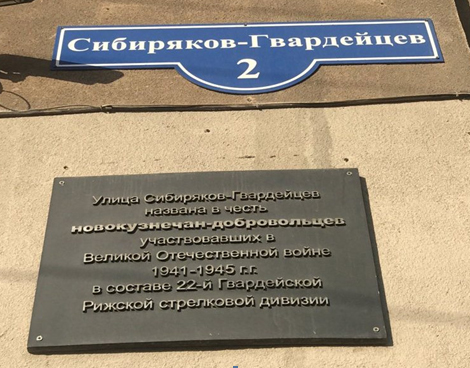 Сибиряков-Гвардейцев
2
Улица Сибиряков-Гвардейцев
названа в честь
новокузнечан-добровольцев
участвовавших в
Великой Отечественной войне
1941-1945 г.г.
в составе 22-й Гвардейской
Рижской стрелковой дивизии